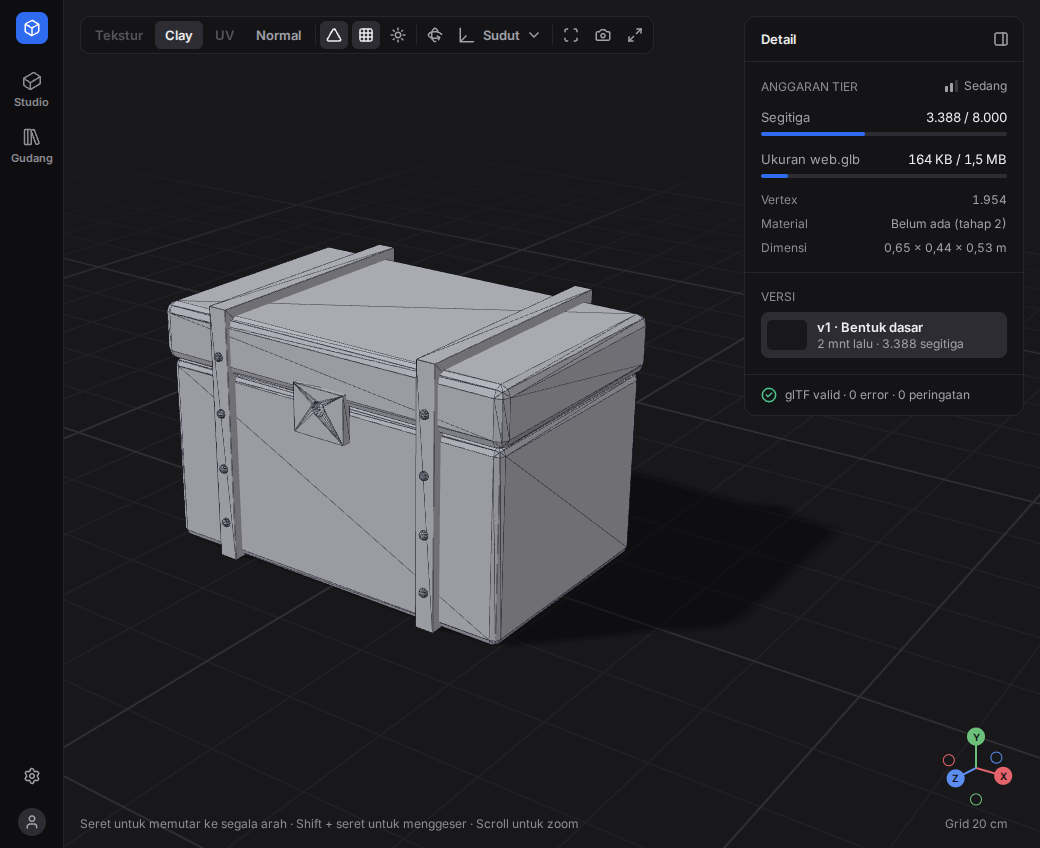 Tekstur Clay UV Normal Sudut
Studio
Gudang
Detail
ANGGARAN TIER Sedang
Segitiga 3.388 / 8.000
Ukuran web.glb 164 KB / 1,5 MB
Vertex 1.954
Material Belum ada (tahap 2)
Dimensi 0,65 × 0,44 × 0,53 m
VERSI
v1 · Bentuk dasar
2 mnt lalu · 3.388 segitiga
glTF valid · 0 error · 0 peringatan
Y
Z
X
Seret untuk memutar ke segala arah · Shift + seret untuk menggeser · Scroll untuk zoom
Grid 20 cm